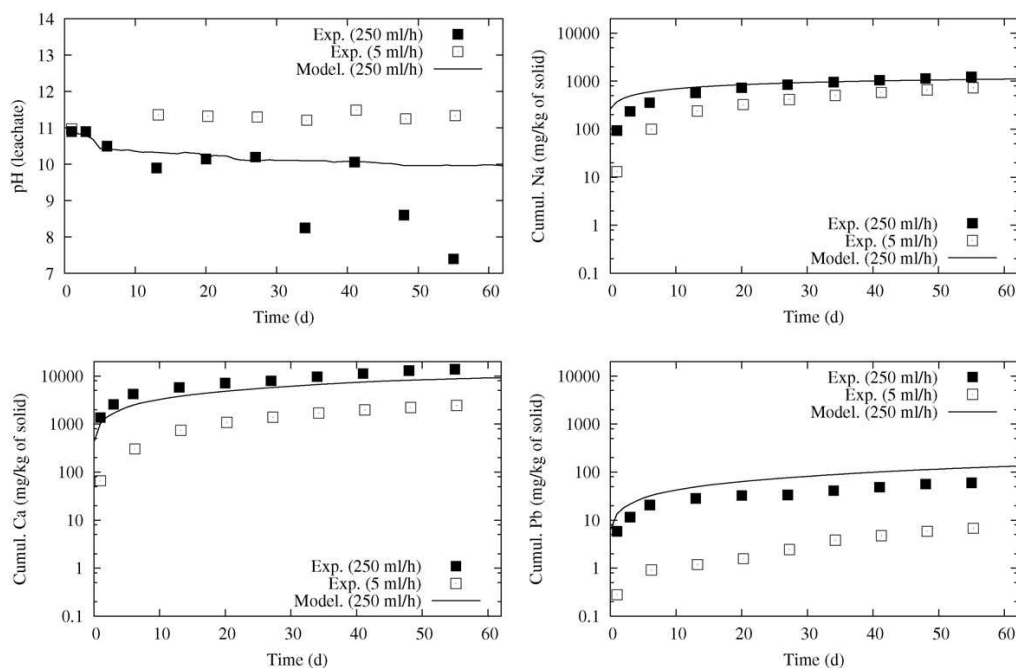 14
13
12
11
10
9
8
7
pH (leachate)
Exp. (250 ml/h)
Exp. (5 ml/h)
Model. (250 ml/h)
0 10 20 30 40 50 60
Time (d)
10000
1000
100
10
1
0.1
Cumul. Na (mg/kg of solid)
Exp. (250 ml/h)
Exp. (5 ml/h)
Model. (250 ml/h)
0 10 20 30 40 50 60
Time (d)
10000
1000
100
10
1
0.1
Cumul. Ca (mg/kg of solid)
Exp. (250 ml/h)
Exp. (5 ml/h)
Model. (250 ml/h)
0 10 20 30 40 50 60
Time (d)
10000
1000
100
10
1
0.1
Cumul. Pb (mg/kg of solid)
Exp. (250 ml/h)
Exp. (5 ml/h)
Model. (250 ml/h)
0 10 20 30 40 50 60
Time (d)